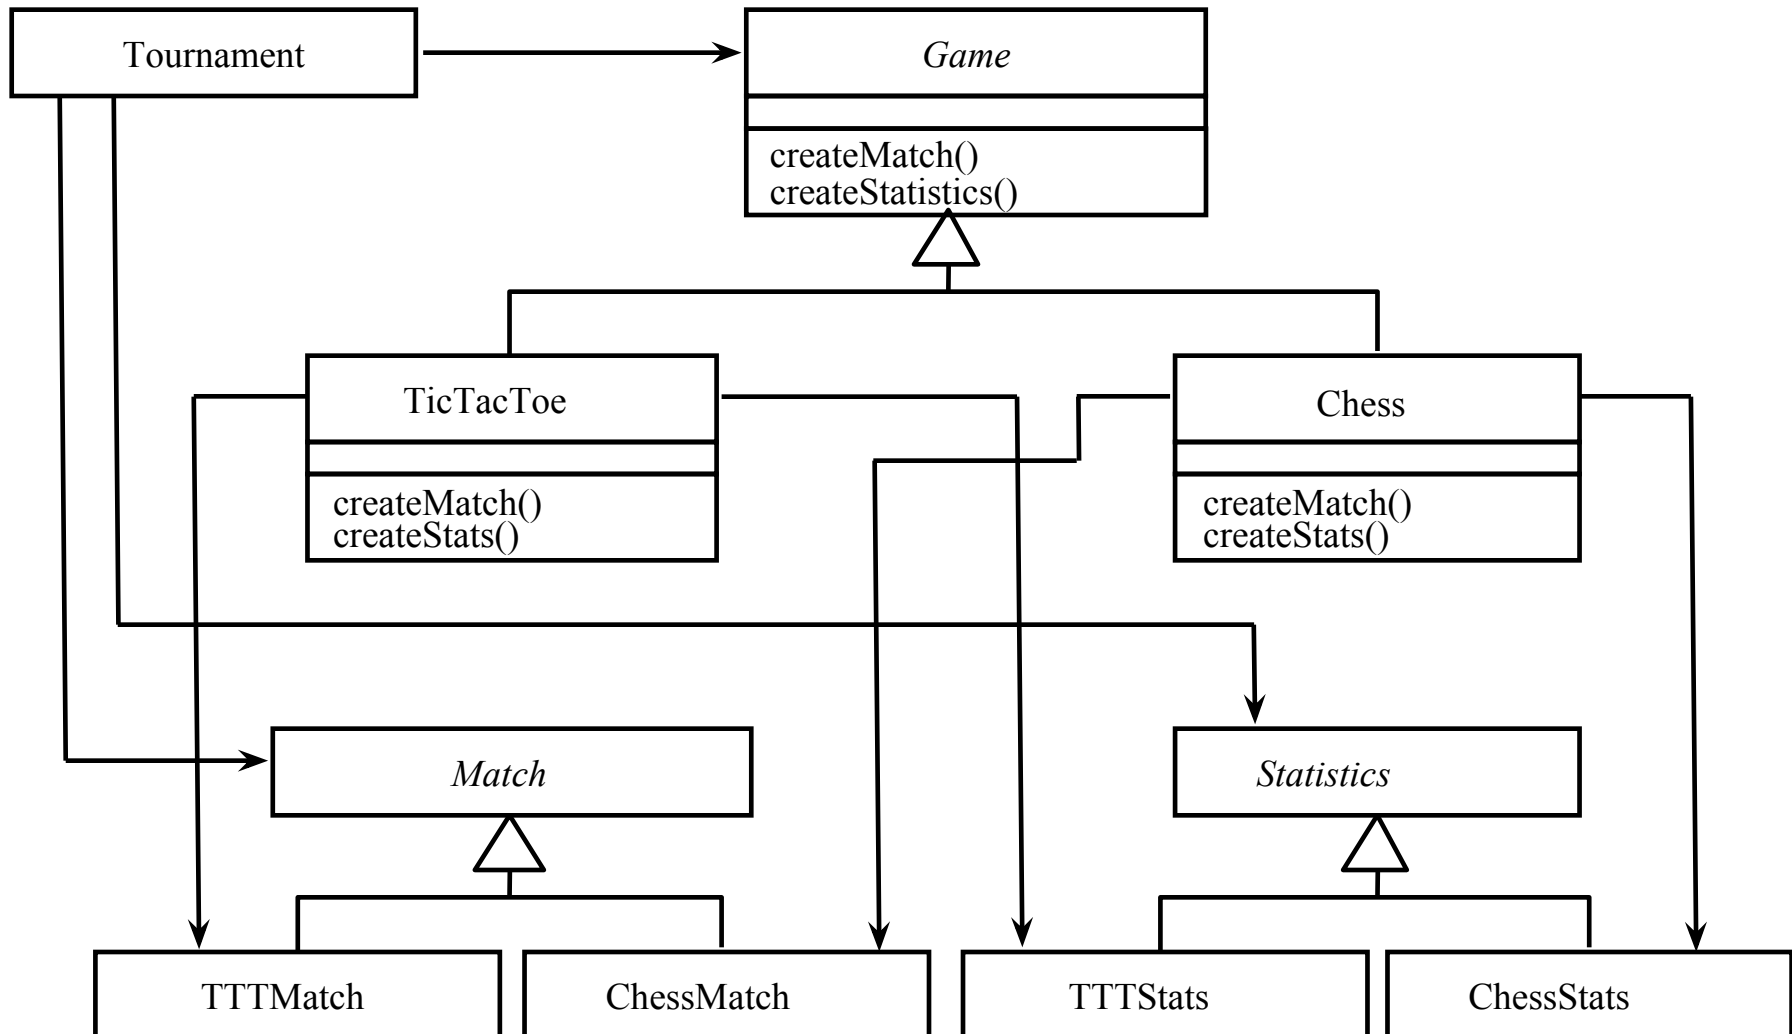 Tournament
Game
createMatch()
createStatistics()
TicTacToe
createMatch()
createStats()
Chess
createMatch()
createStats()
Match
Statistics
TTTMatch
ChessMatch
TTTStats
ChessStats